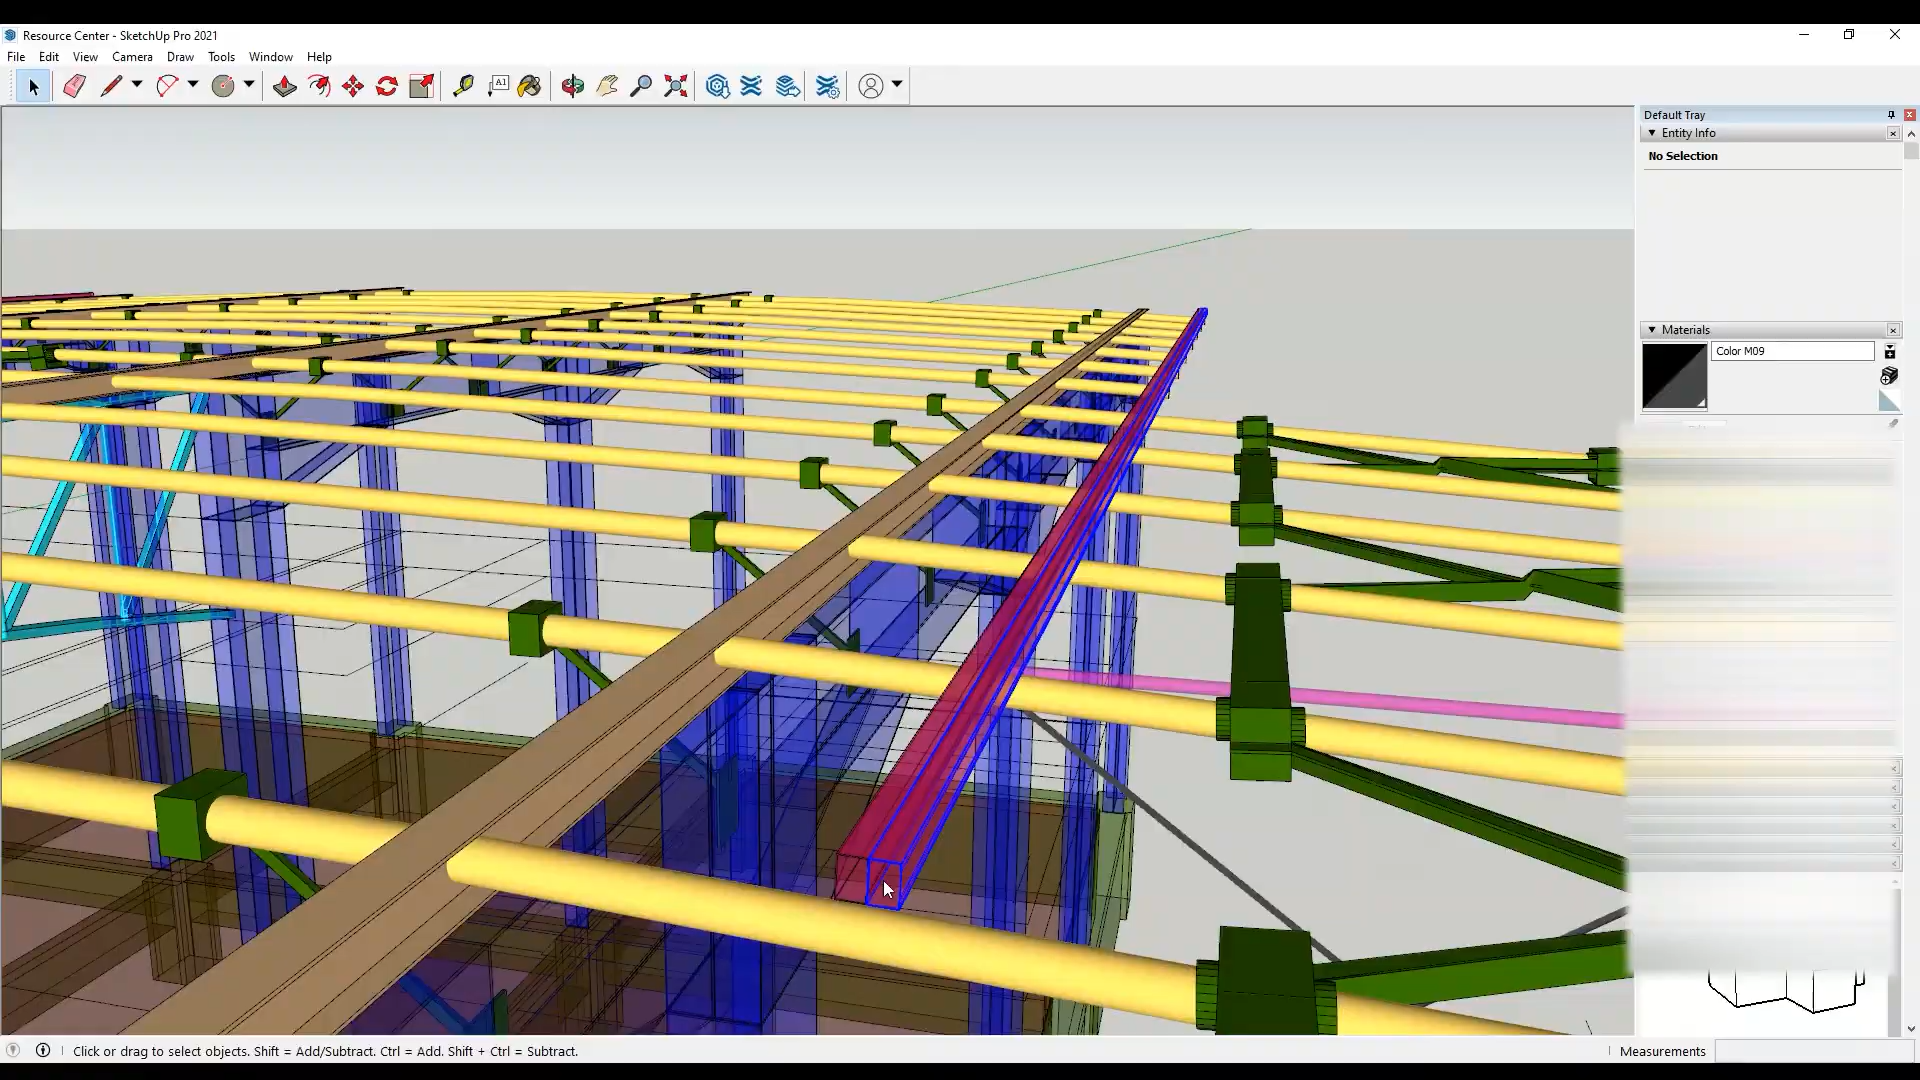 Resource Center - SketchUp Pro 2021
File Edit View Camera Draw Tools Window Help
A1
Default Tray
Entity Info
No Selection
Materials
Color M09
Click or drag to select objects. Shift = Add/Subtract. Ctrl = Add. Shift + Ctrl = Subtract.
Measurements